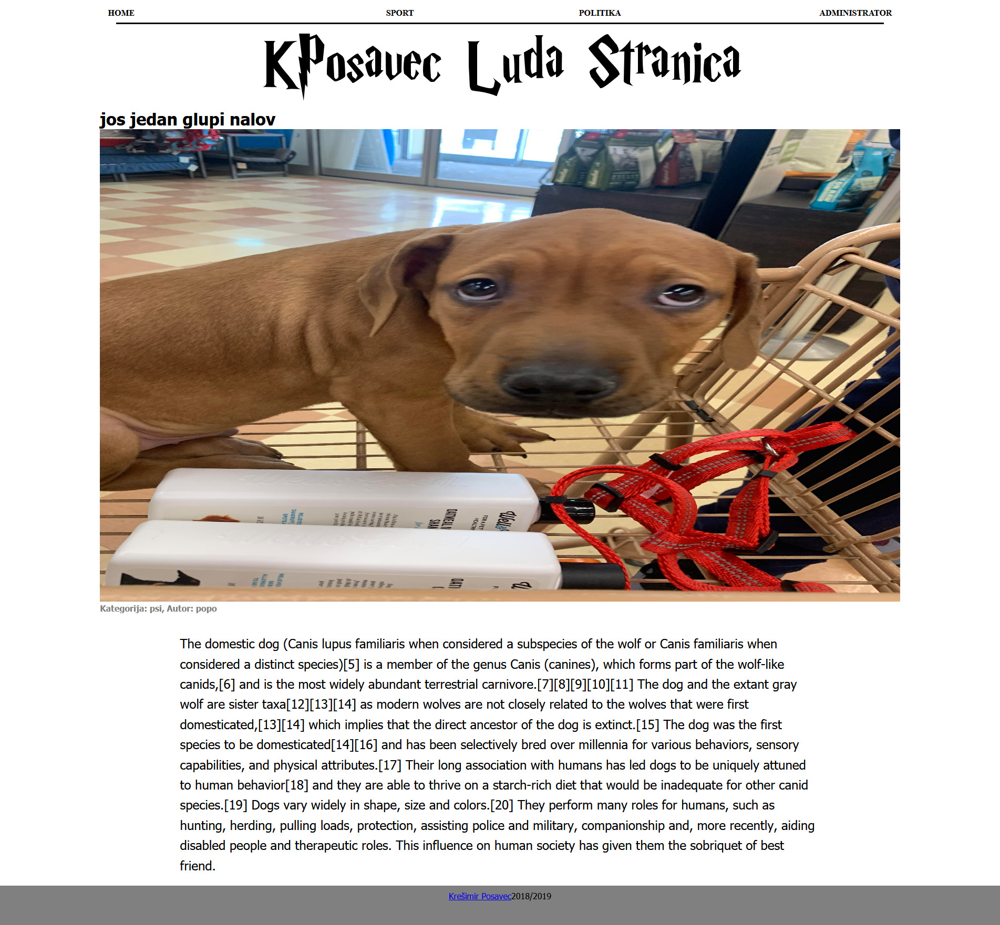 HOME SPORT POLITIKA ADMINISTRATOR
KPosavec Luda Stranica
jos jedan glupi nalov
OATMEAL
FOR A PET
HEALTH
Well
Kategorija: psi, Autor: popo
The domestic dog (Canis lupus familiaris when considered a subspecies of the wolf or Canis familiaris when
considered a distinct species)[5] is a member of the genus Canis (canines), which forms part of the wolf-like
canids,[6] and is the most widely abundant terrestrial carnivore.[7][8][9][10][11] The dog and the extant gray
wolf are sister taxa[12][13][14] as modern wolves are not closely related to the wolves that were first
domesticated,[13][14] which implies that the direct ancestor of the dog is extinct.[15] The dog was the first
species to be domesticated[14][16] and has been selectively bred over millennia for various behaviors, sensory
capabilities, and physical attributes.[17] Their long association with humans has led dogs to be uniquely attuned
to human behavior[18] and they are able to thrive on a starch-rich diet that would be inadequate for other canid
species.[19] Dogs vary widely in shape, size and colors.[20] They perform many roles for humans, such as
hunting, herding, pulling loads, protection, assisting police and military, companionship and, more recently, aiding
disabled people and therapeutic roles. This influence on human society has given them the sobriquet of best
friend.
Krešimir Posavec2018/2019